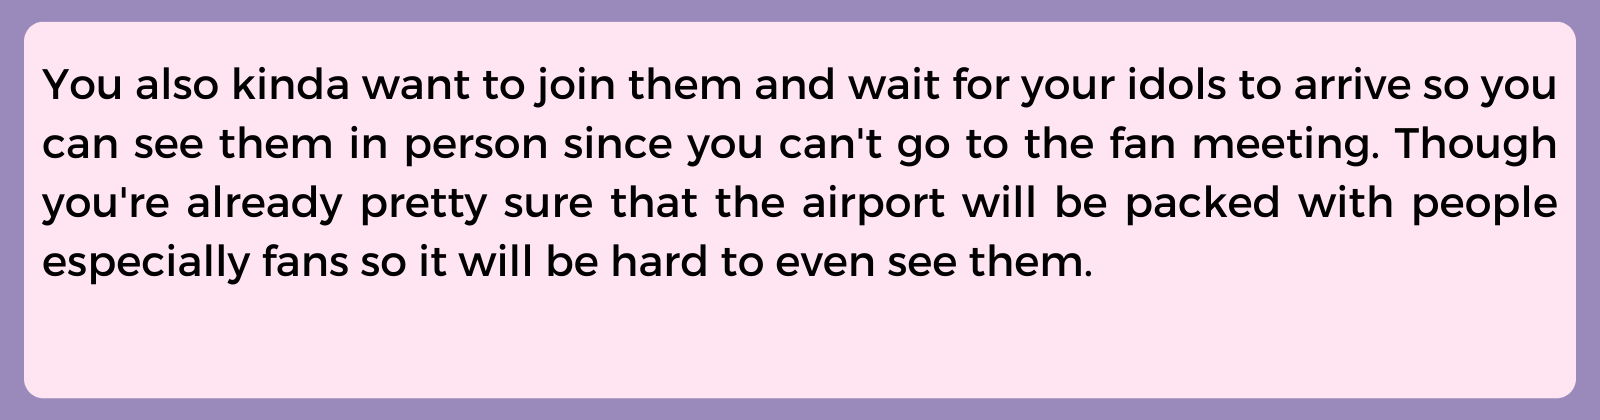 You also kinda want to join them and wait for your idols to arrive so you
can see them in person since you can't go to the fan meeting. Though
you're already pretty sure that the airport will be packed with people
especially fans so it will be hard to even see them.